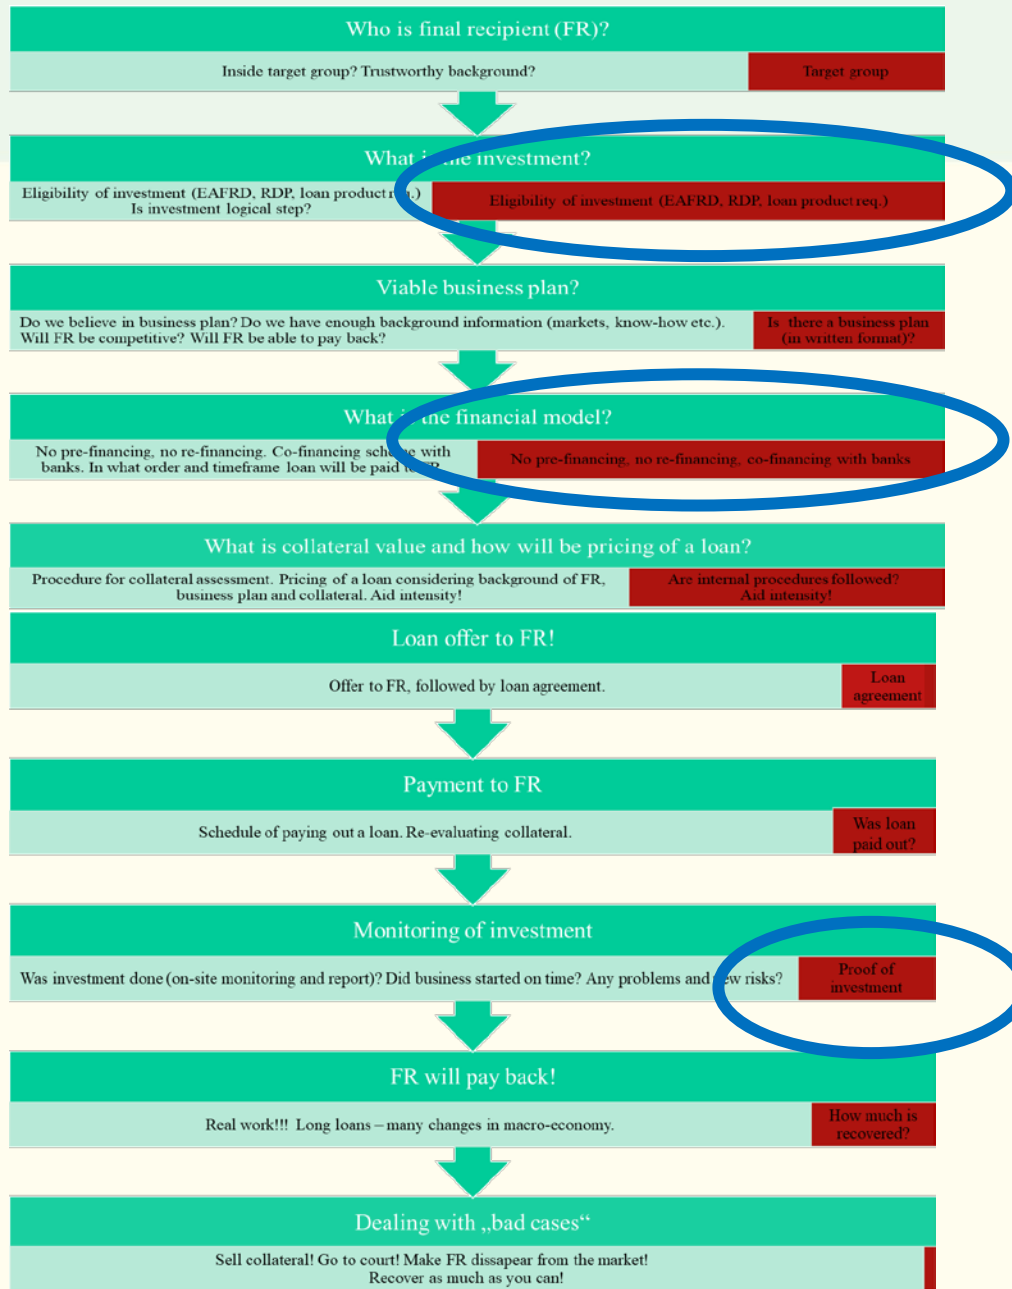 Who is final recipient (FR)?
Inside target group? Trustworthy background?
Target group
What is the investment?
Eligibility of investment (EAFRD, RDP, loan product req.)
Is investment logical step?
Eligibility of investment (EAFRD, RDP, loan product req.)
Viable business plan?
Do we believe in business plan? Do we have enough background information (markets, know-how etc.).
Will FR be competitive? Will FR be able to pay back?
Is there a business plan
(in written format)?
What is the financial model?
No pre-financing, no re-financing. Co-financing scheme with
banks. In what order and timeframe loan will be paid to FR
No pre-financing, no re-financing, co-financing with banks
What is collateral value and how will be pricing of a loan?
Procedure for collateral assessment. Pricing of a loan considering background of FR,
business plan and collateral. Aid intensity!
Are internal procedures followed?
Aid intensity!
Loan offer to FR!
Offer to FR, followed by loan agreement.
Loan
agreement
Payment to FR
Schedule of paying out a loan. Re-evaluating collateral.
Was loan
paid out?
Monitoring of investment
Was investment done (on-site monitoring and report)? Did business started on time? Any problems and new risks?
Proof of
investment
FR will pay back!
Real work!!! Long loans – many changes in macro-economy.
How much is
recovered?
Dealing with „bad cases“
Sell collateral! Go to court! Make FR dissapear from the market!
Recover as much as you can!